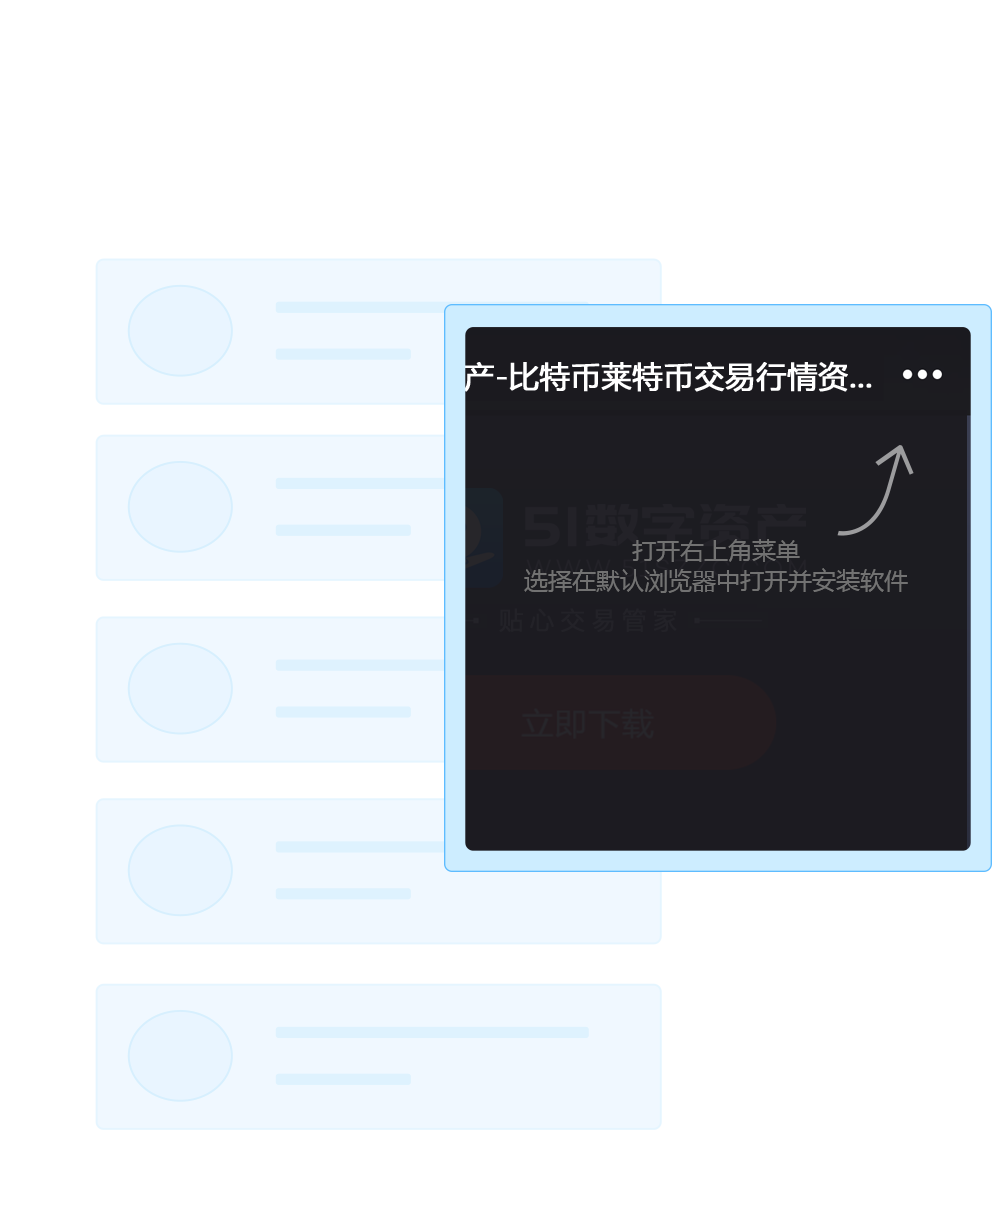 产-比特币莱特币交易行情资...
51数字资产
打开右上角菜单
选择在默认浏览器中打开并安装软件
贴心交易管家
立即下载